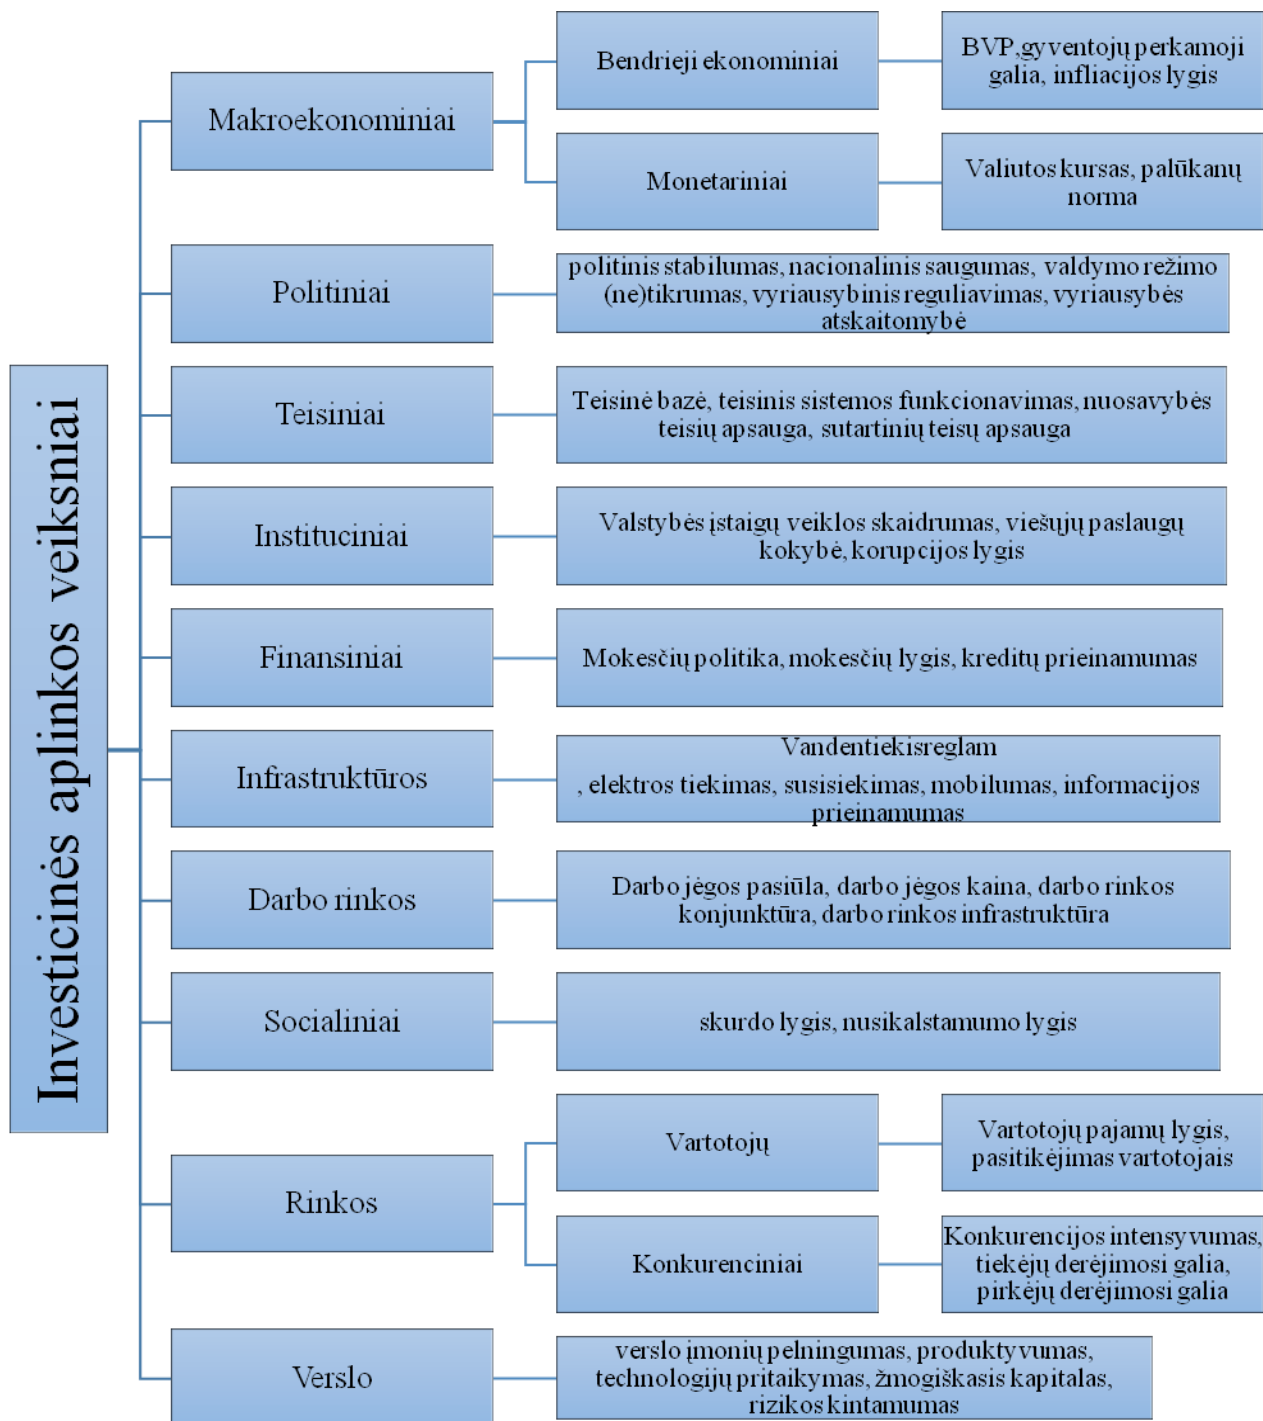 Investicinės aplinkos veiksniai
Makroekonominiai
Bendrieji ekonominiai
BVP,gyventojų perkamoji
galia, infliacijos lygis
Monetariniai
Valiutos kursas, palūkanų
norma
Politiniai
politinis stabilumas, nacionalinis saugumas, valdymo režimo
(ne)tikrumas, vyriausybinis reguliavimas, vyriausybės
atskaitomybė
Teisiniai
Teisinė bazė, teisinis sistemos funkcionavimas, nuosavybės
teisių apsauga, sutartinių teisų apsauga
Instituciniai
Valstybės įstaigų veiklos skaidrumas, viešųjų paslaugų
kokybė, korupcijos lygis
Finansiniai
Mokesčių politika, mokesčių lygis, kreditų prieinamumas
Infrastruktūros
Vandentiekisreglam
, elektros tiekimas, susisiekimas, mobilumas, informacijos
prieinamumas
Darbo rinkos
Darbo jėgos pasiūla, darbo jėgos kaina, darbo rinkos
konjunktūra, darbo rinkos infrastruktūra
Socialiniai
skurdo lygis, nusikalstamumo lygis
Rinkos
Vartotojų
Vartotojų pajamų lygis,
pasitikėjimas vartotojais
Konkurenciniai
Konkurencijos intensyvumas,
tiekėjų derėjimosi galia,
pirkėjų derėjimosi galia
Verslo
verslo įmonių pelningumas, produktyvumas,
technologijų pritaikymas, žmogiškasis kapitalas,
rizikos kintamumas